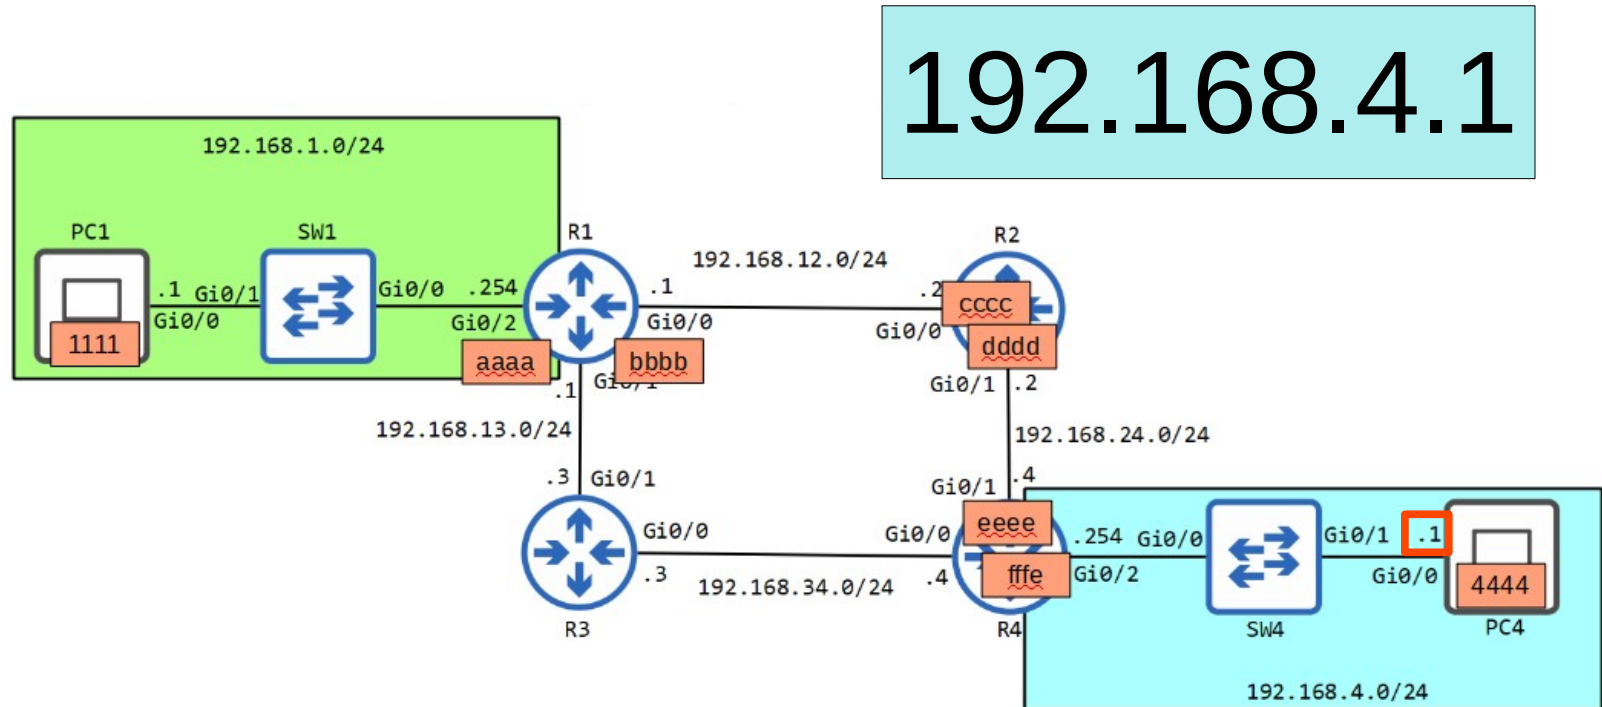 192.168.4.1
192.168.1.0/24
PC1
SW1
R1
R2
192.168.12.0/24
.1
Gi0/1
Gi0/0
.254
.1
.2
Gi0/0
Gi0/2
Gi0/0
Gi0/0
cccc
1111
aaaa
bbbb
dddd
.1
Gi0/1
Gi0/1
.2
192.168.13.0/24
192.168.24.0/24
.3
Gi0/1
.4
Gi0/1
eeee
Gi0/0
Gi0/0
.254
Gi0/0
Gi0/1
.1
.3
192.168.34.0/24
.4
fffe
Gi0/2
Gi0/0
4444
R3
R4
SW4
PC4
192.168.4.0/24